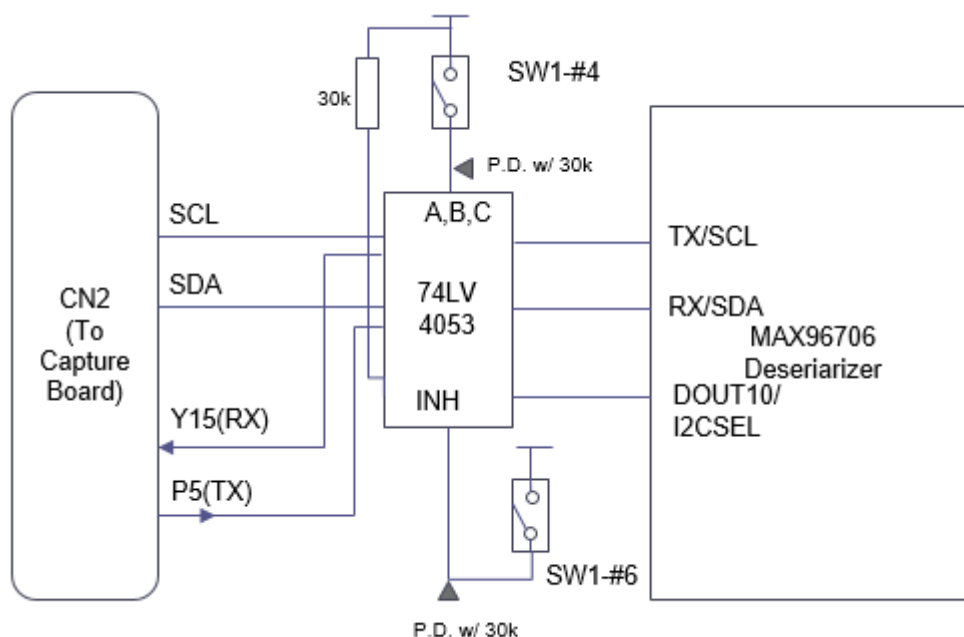 SW1-#4
30k
P.D. w/ 30k
A,B,C
SCL
TX/SCL
SDA
74LV
4053
RX/SDA
CN2
(To
Capture
Board)
MAX96706
Deseriarizer
INH
DOUT10/
I2CSEL
Y15(RX)
P5(TX)
SW1-#6
P.D. w/ 30k